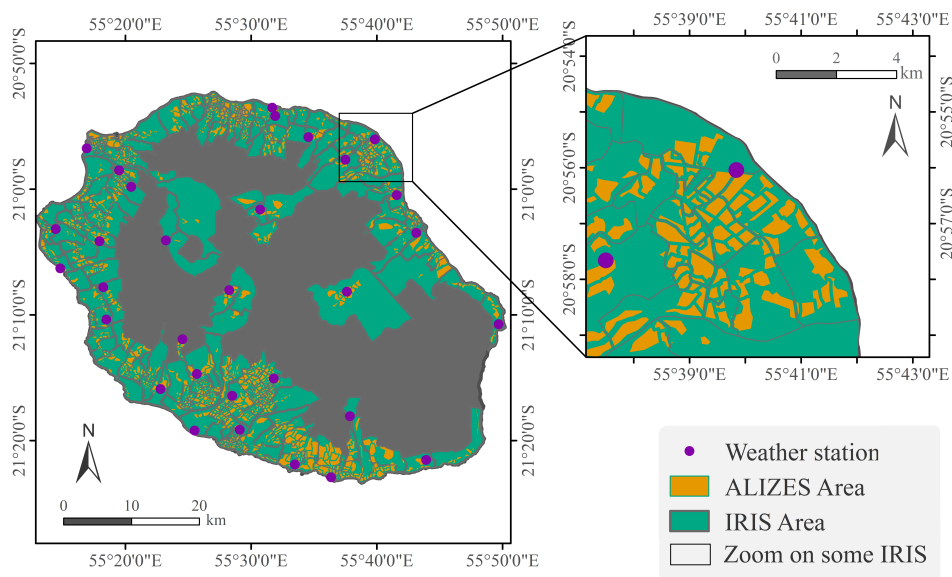 55°20'0"E 55°30'0"E 55°40'0"E 55°50'0"E
20°50'0"S
21°0'0"S
21°10'0"S
21°20'0"S
N
0 10 20
km
20°50'0"S
21°0'0"S
21°10'0"S
21°20'0"S
55°20'0"E 55°30'0"E 55°40'0"E 55°50'0"E
55°39'0"E 55°41'0"E 55°43'0"E
20°54'0"S
20°56'0"S
20°58'0"S
0 2 4
km
N
20°55'0"S
20°57'0"S
55°39'0"E 55°41'0"E 55°43'0"E
Weather station
ALIZES Area
IRIS Area
Zoom on some IRIS